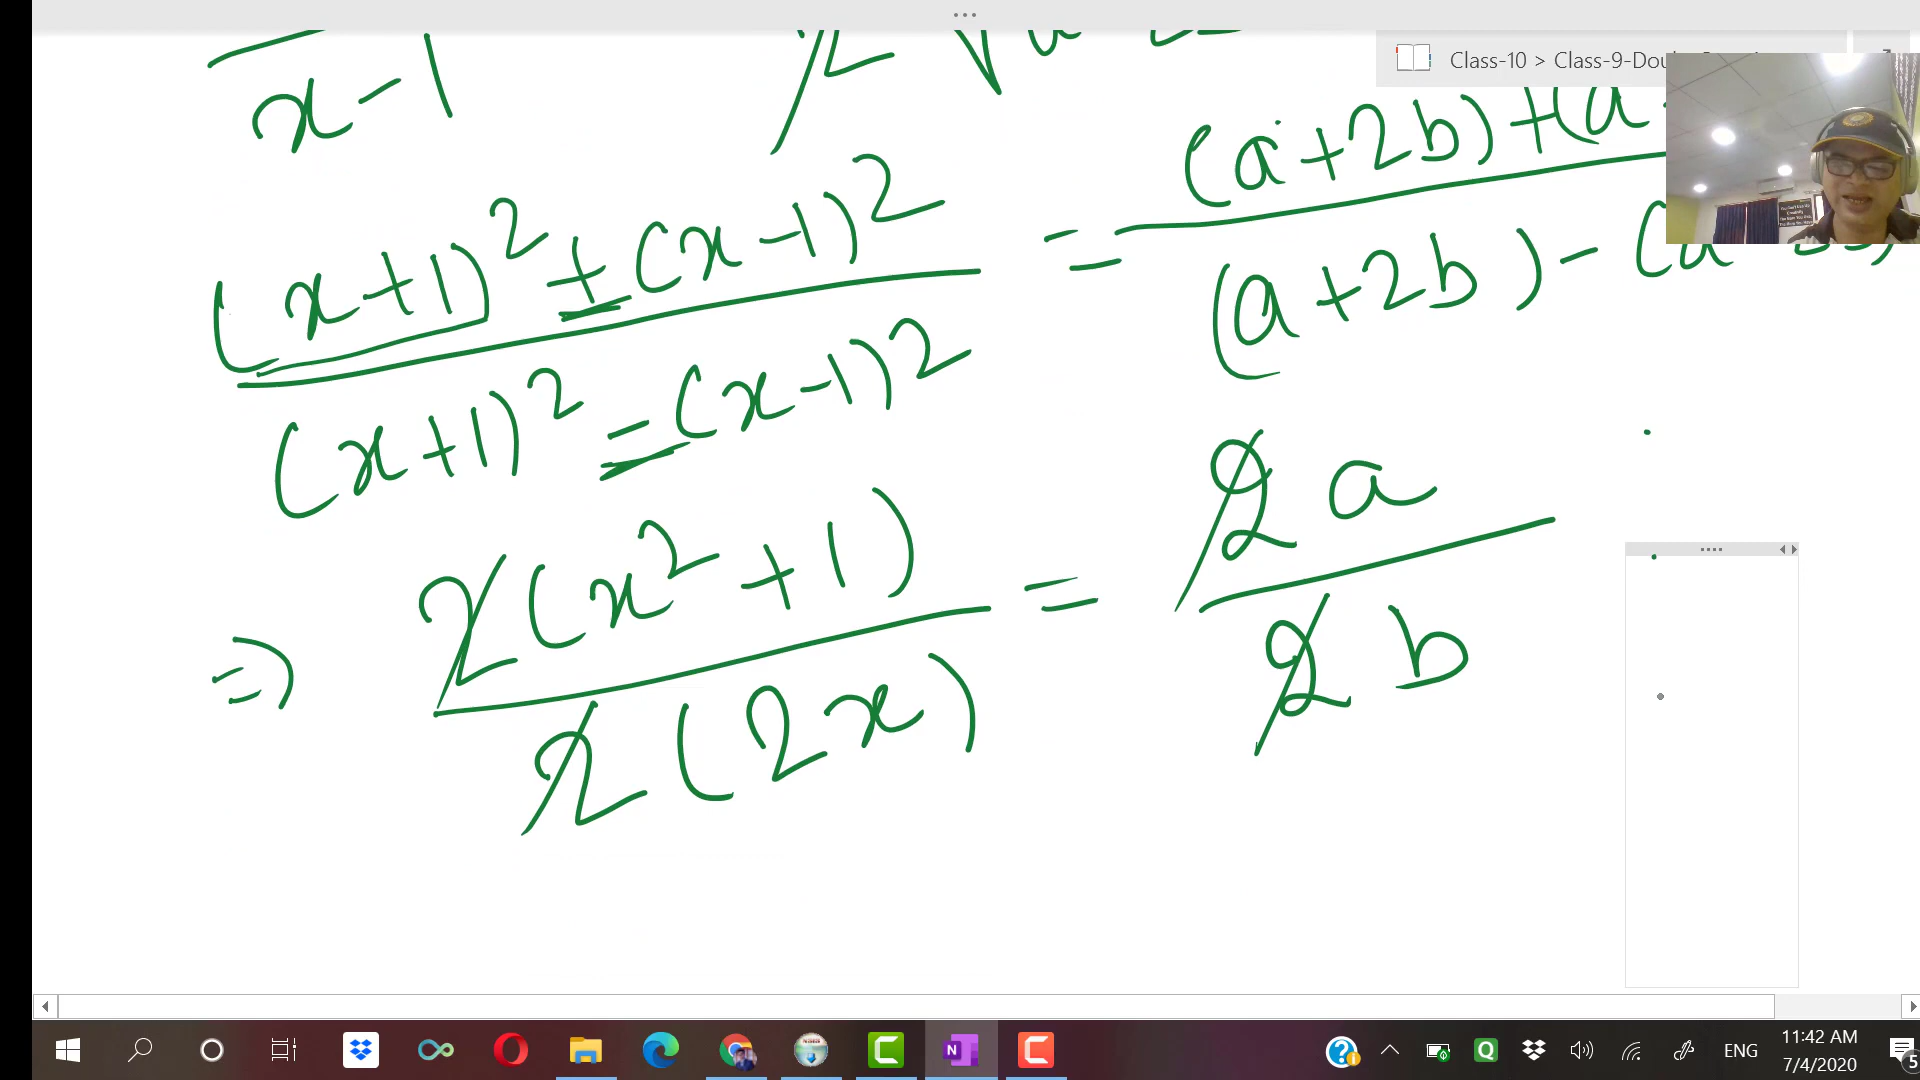 Class-10 > Class-9-Dou
x-1
(x+1)² + (x-1)² = (a+2b)+(a
(x+1)² - (x-1)² (a+2b)-(a
⇒ 2(x²+1) = 2a
2(2x) 2b
ENG
11:42 AM
7/4/2020
5